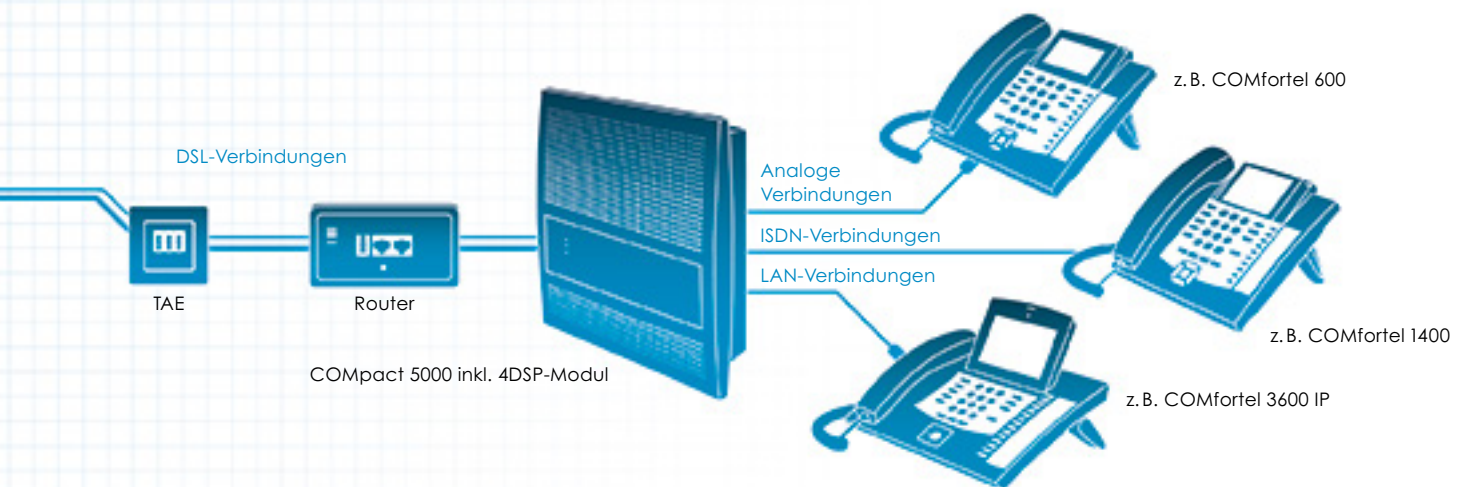 z.B. COMfortel 600
DSL-Verbindungen
Analoge
Verbindungen
ISDN-Verbindungen
LAN-Verbindungen
TAE
Router
z.B. COMfortel 1400
COMpact 5000 inkl. 4DSP-Modul
z.B. COMfortel 3600 IP